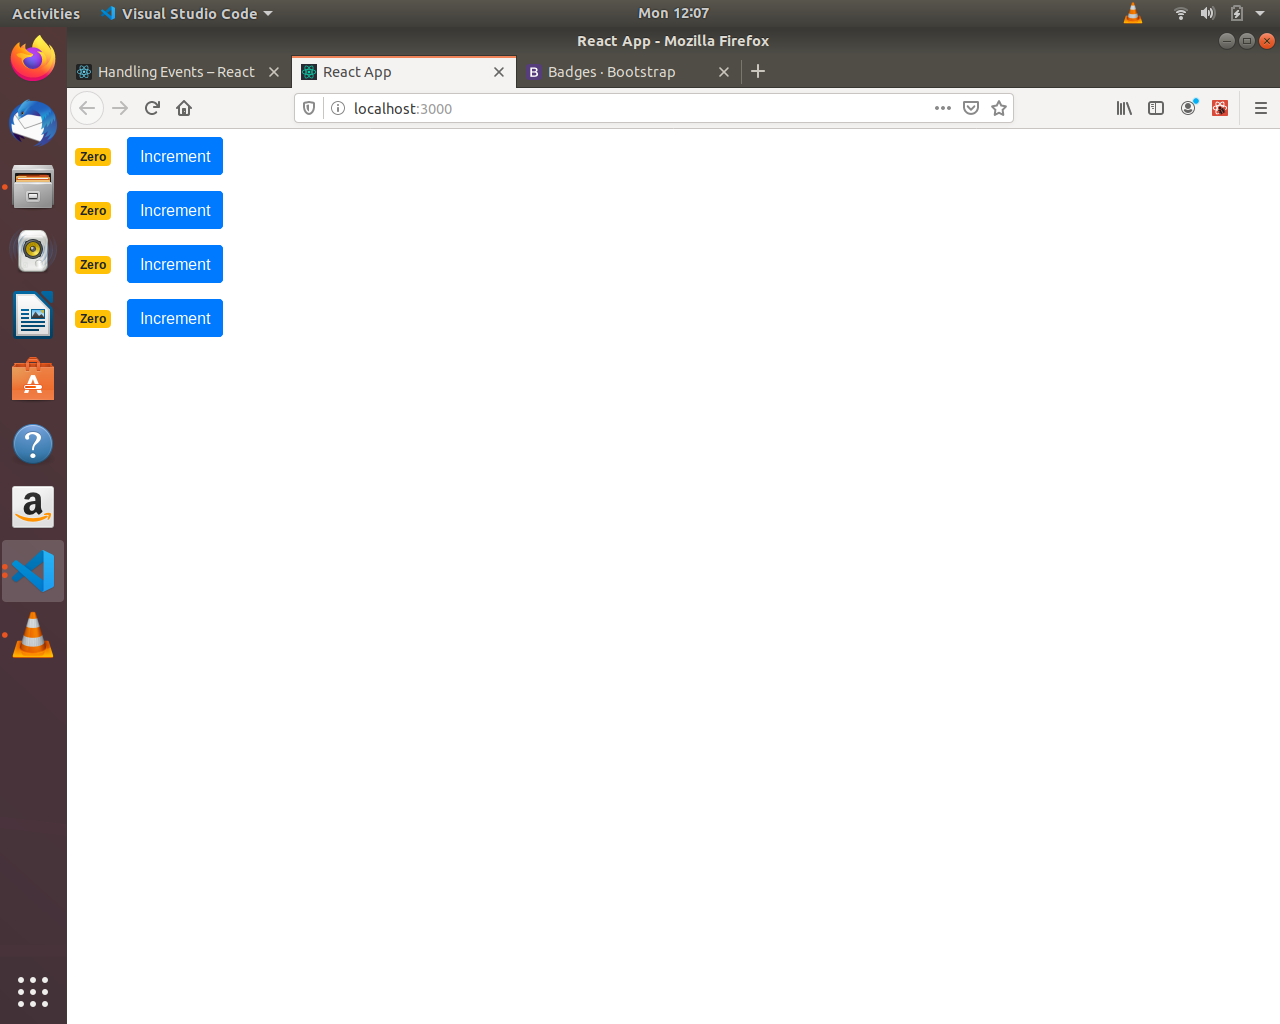 Activities Visual Studio Code Mon 12:07
React App - Mozilla Firefox
Handling Events – React React App Badges · Bootstrap
localhost:3000
Zero Increment
Zero Increment
Zero Increment
Zero Increment